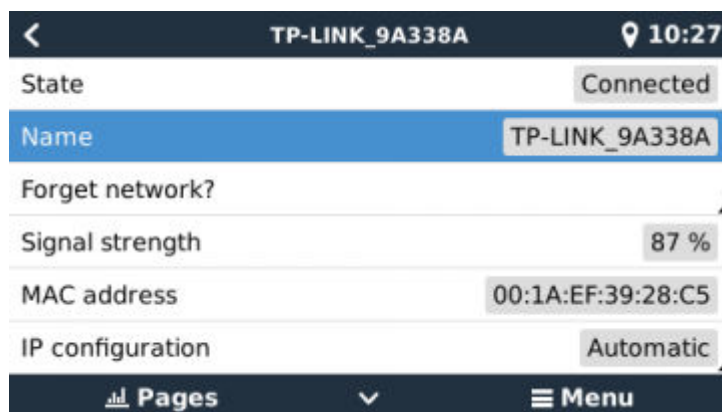 TP-LINK_9A338A 10:27
State Connected
Name TP-LINK_9A338A
Forget network?
Signal strength 87 %
MAC address 00:1A:EF:39:28:C5
IP configuration Automatic
Pages Menu